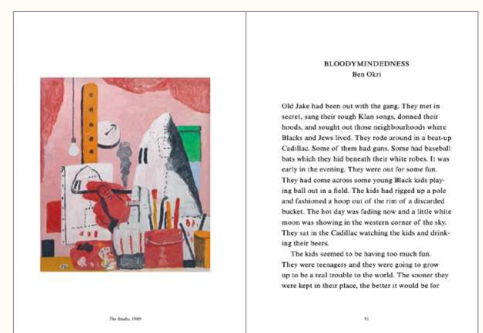 The Studio, 1969
BLOODYMINDEDNESS
Ben Okri
Old Jake had been out with the gang. They met in
secret, sang their rough Klan songs, donned their
hoods, and sought out those neighbourhoods where
Blacks and Jews lived. They rode around in a beat-up
Cadillac. Some of them had guns. Some had baseball
bats which they hid beneath their white robes. It was
early in the evening. They were out for some fun.
They had come across some young Black kids play-
ing ball out in a field. The kids had rigged up a pole
and fashioned a hoop out of the rim of a discarded
bucket. The hot day was fading now and a little white
moon was showing in the western corner of the sky.
They sat in the Cadillac watching the kids and drink-
ing their beers.
The kids seemed to be having too much fun.
They were teenagers and they were going to grow
up to be a real trouble to the world. The sooner they
were kept in their place, the better it would be for